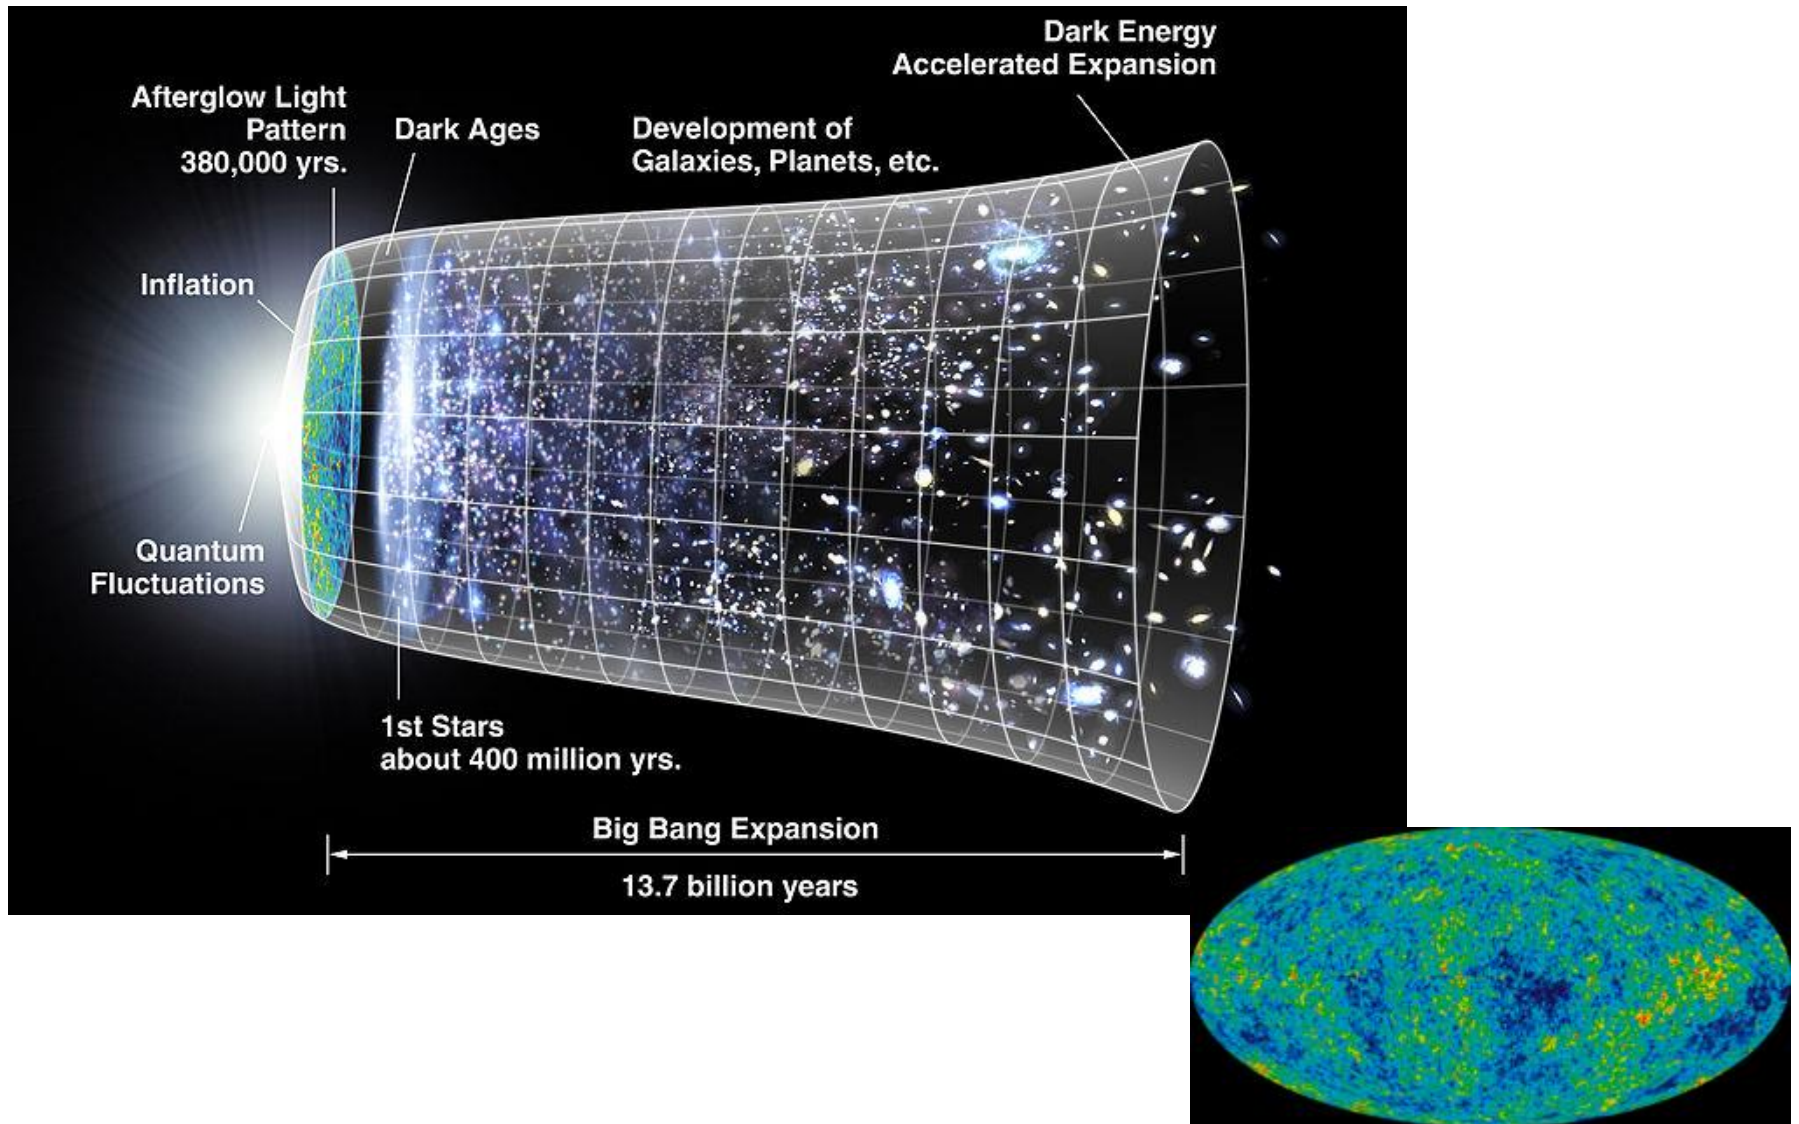 Dark Energy
Accelerated Expansion
Afterglow Light
Pattern
380,000 yrs.
Dark Ages
Development of
Galaxies, Planets, etc.
Inflation
Quantum
Fluctuations
1st Stars
about 400 million yrs.
Big Bang Expansion
13.7 billion years